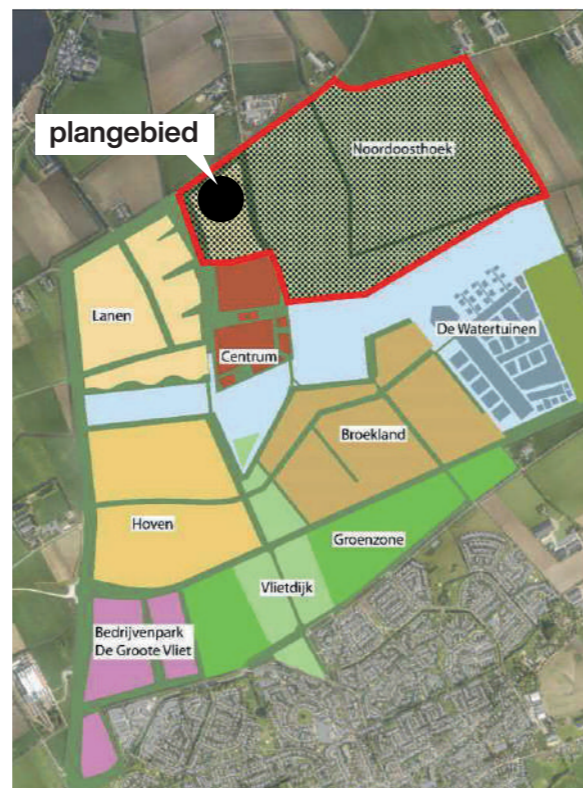 plangebied
Noordoosthoek
Lanen
De Watertuinen
Centrum
Broekland
Hoven
Groenzone
Vlietdijk
Bedrijvenpark
De Groote Vliet